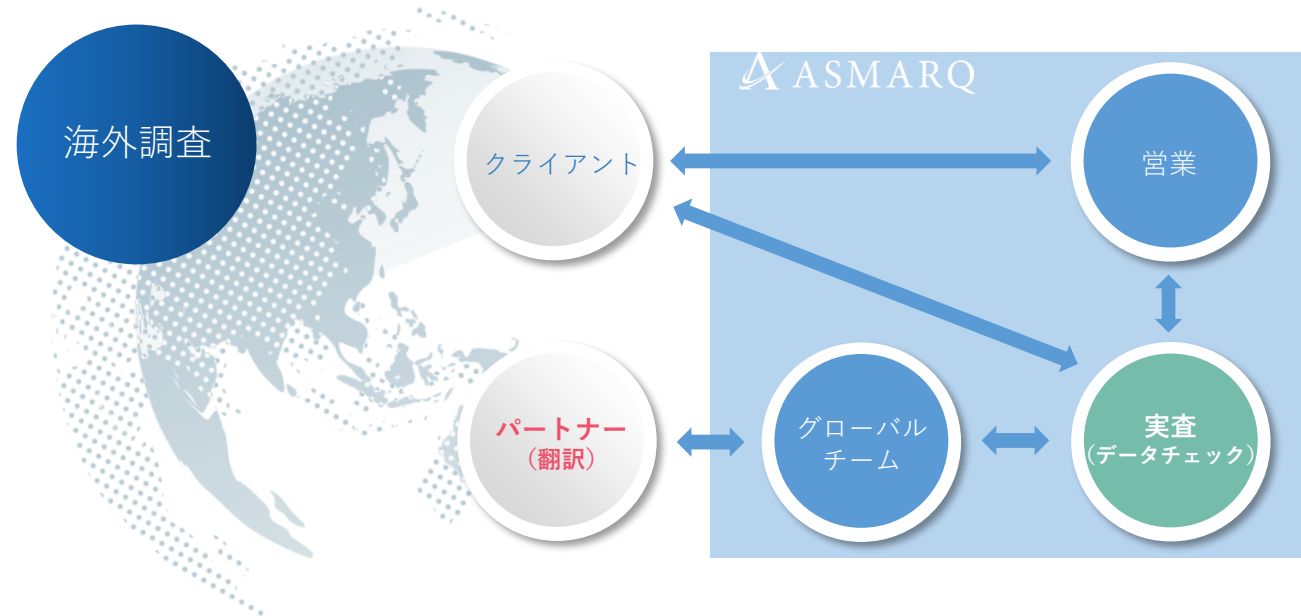 海外調査
ASMARQ
クライアント
営業
パートナー
（翻訳）
グローバル
チーム
実査
（データチェック）